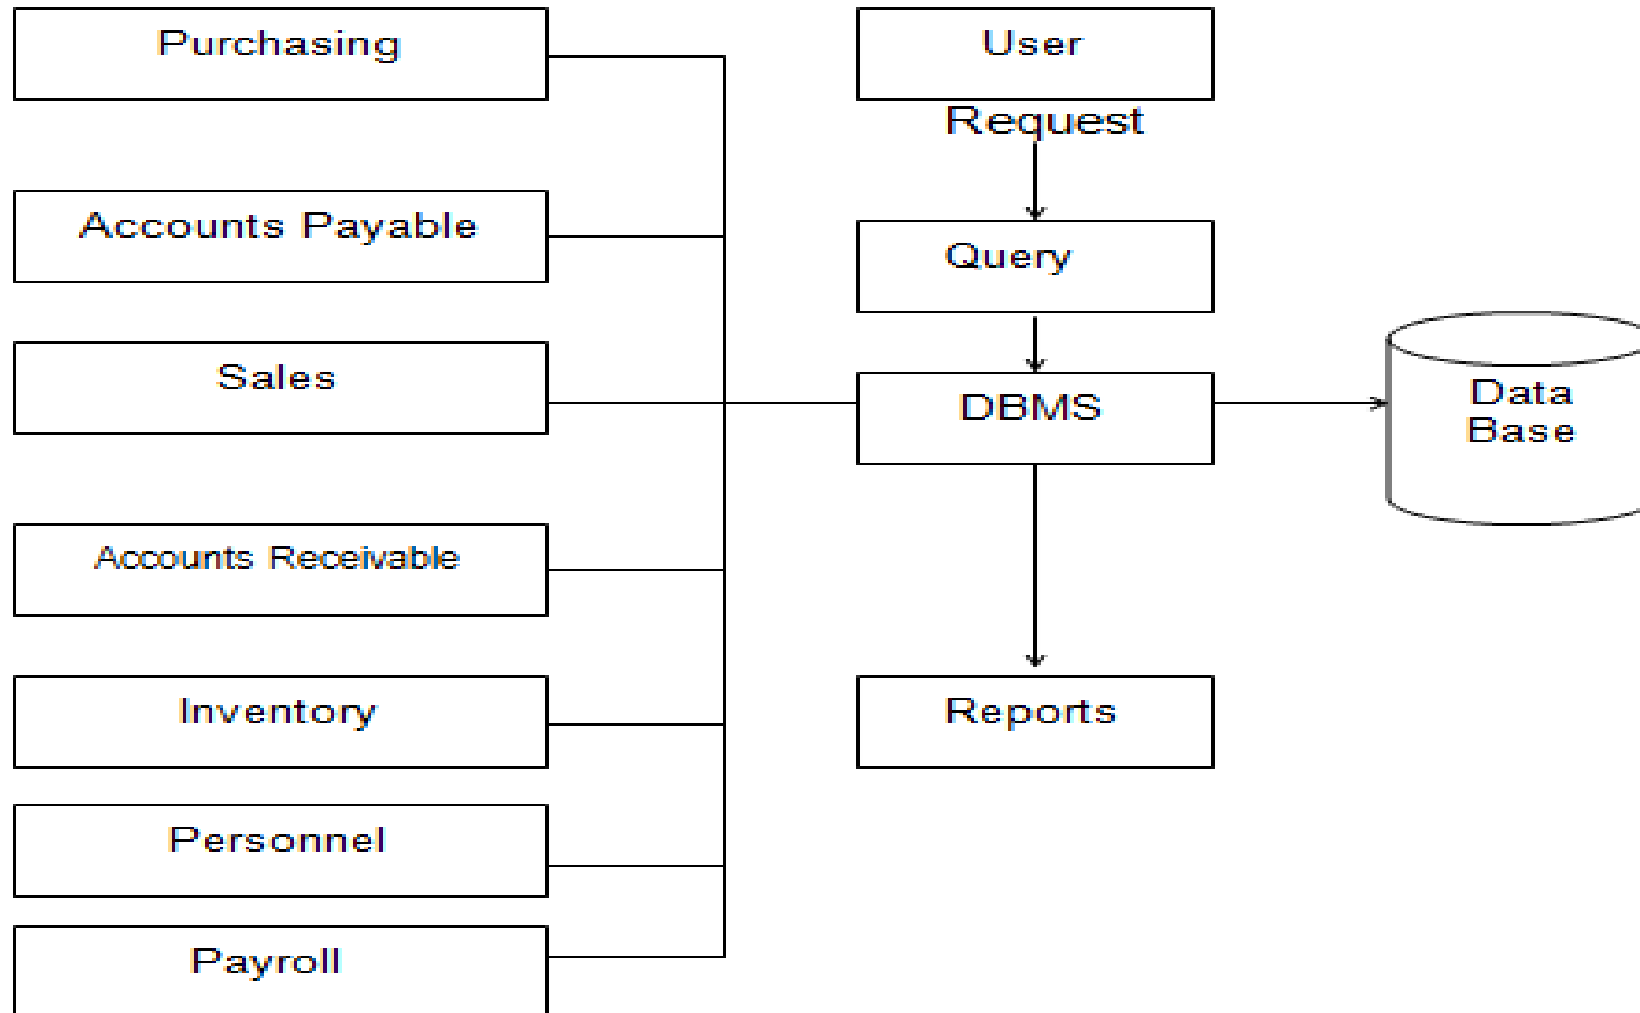 Purchasing
User
Request
Accounts Payable
Query
Sales
DBMS
Data
Base
Accounts Receivable
Inventory
Reports
Personnel
Payroll